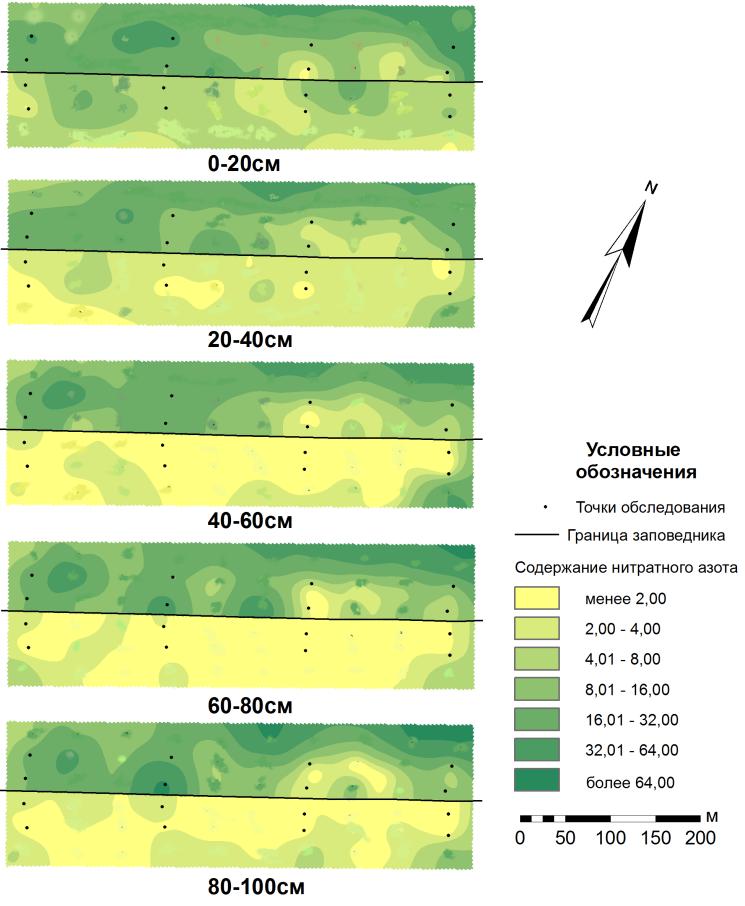 0-20см
N
20-40см
40-60см
60-80см
80-100см
Условные
обозначения
Точки обследования
Граница заповедника
Содержание нитратного азота
менее 2,00
2,00 - 4,00
4,01 - 8,00
8,01 - 16,00
16,01 - 32,00
32,01 - 64,00
более 64,00
м
0 50 100 150 200